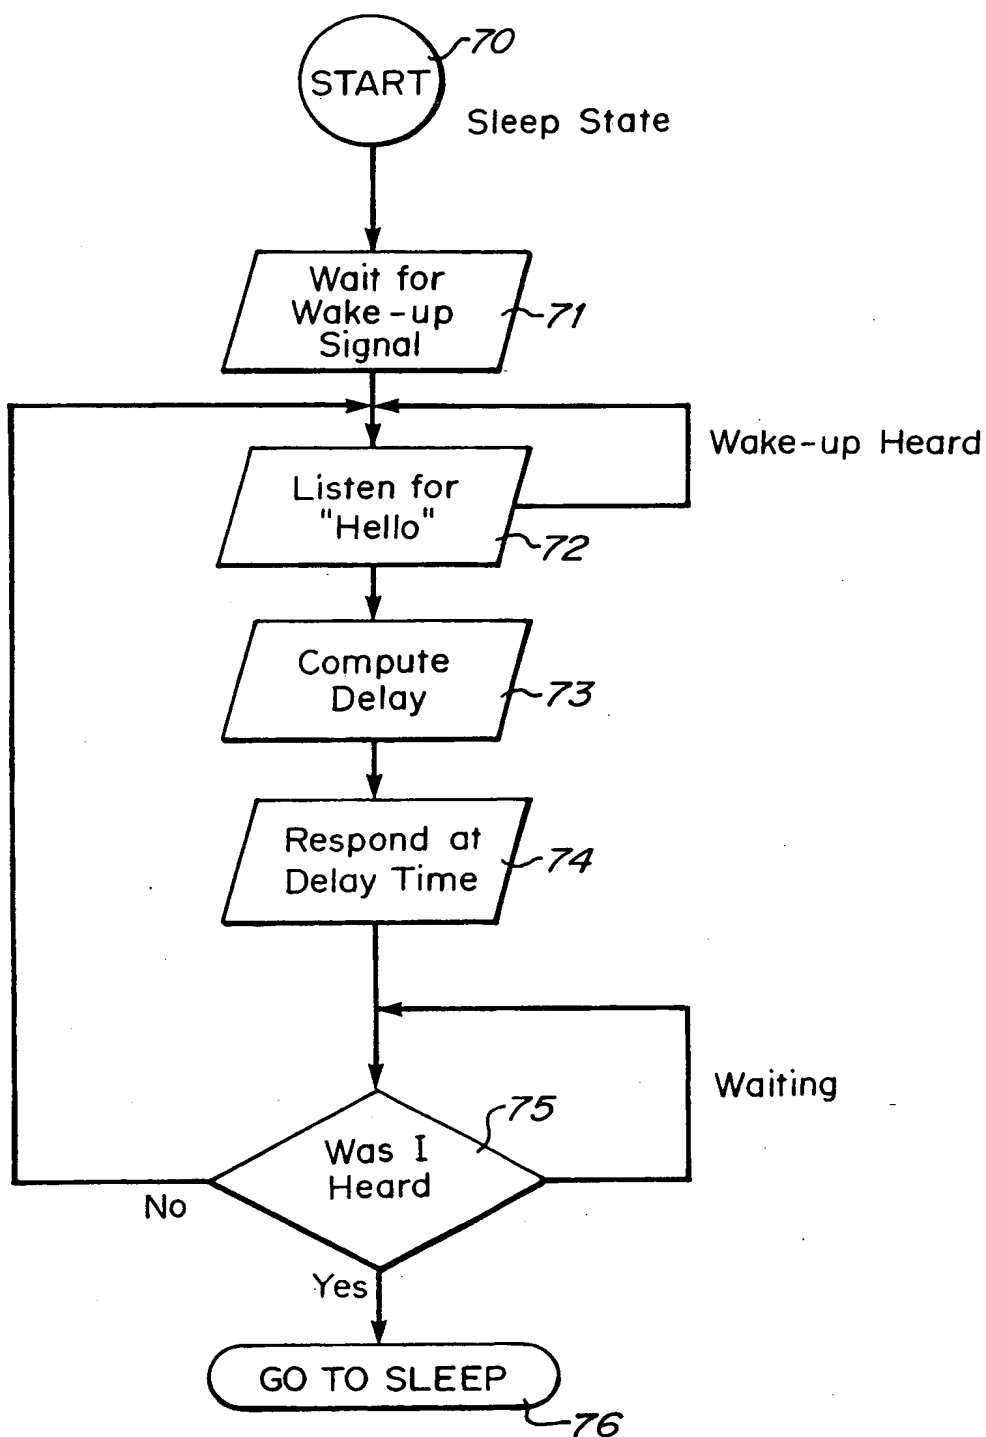 70
START
Sleep State
Wait for
Wake-up
Signal
71
Wake-up Heard
Listen for
"Hello"
72
Compute
Delay
73
Respond at
Delay Time
74
Waiting
75
Was I
Heard
No
Yes
GO TO SLEEP
76